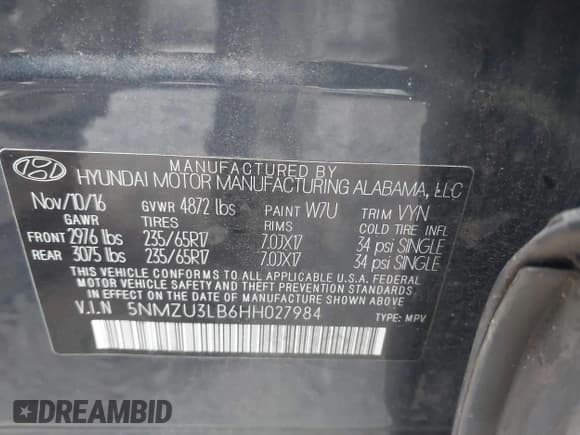 MANUFACTURED BY
HYUNDAI MOTOR MANUFACTURING ALABAMA, LLC
Nov/10/16 GVWR 4872 lbs PAINT W7U TRIM VYN
GAWR TIRES RIMS COLD TIRE INFL
FRONT 2976 lbs 235/65R17 7.0JX17 34 psi SINGLE
REAR 3075 lbs 235/65R17 7.0JX17 34 psi SINGLE
THIS VEHICLE CONFORMS TO ALL APPLICABLE U.S.A. FEDERAL
MOTOR VEHICLE SAFETY, BUMPER, AND THEFT PREVENTION
STANDARDS IN EFFECT ON THE DATE OF MANUFACTURE SHOWN ABOVE.
V.I.N 5NMZU3LB6HH027984 TYPE: MPV
DREAMBID